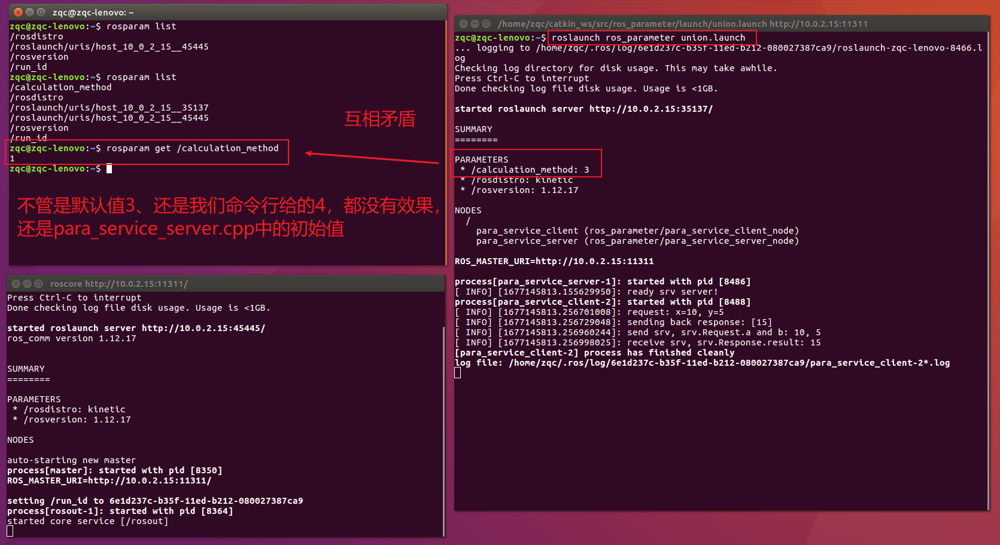 zqc@zqc-lenovo: ~
zqc@zqc-lenovo:~$ rosparam list
/rosdistro
/roslaunch/uris/host_10_0_2_15__45445
/rosversion
/run_id
zqc@zqc-lenovo:~$ rosparam list
/calculation_method
/rosdistro
/roslaunch/uris/host_10_0_2_15__35137
/roslaunch/uris/host_10_0_2_15__45445
/rosversion
/run_id
zqc@zqc-lenovo:~$ rosparam get /calculation_method
1
zqc@zqc-lenovo:~$
互相矛盾
不管是默认值3、还是我们命令行给的4，都没有效果，
还是para_service_server.cpp中的初始值
roscore http://10.0.2.15:11311/
Press Ctrl-C to interrupt
Done checking log file disk usage. Usage is <1GB.
started roslaunch server http://10.0.2.15:45445/
ros_comm version 1.12.17
SUMMARY
========
PARAMETERS
* /rosdistro: kinetic
* /rosversion: 1.12.17
NODES
auto-starting new master
process[master]: started with pid [8350]
ROS_MASTER_URI=http://10.0.2.15:11311/
setting /run_id to 6e1d237c-b35f-11ed-b212-080027387ca9
process[rosout-1]: started with pid [8364]
started core service [/rosout]
/home/zqc/catkin_ws/src/ros_parameter/launch/union.launch http://10.0.2.15:11311
zqc@zqc-lenovo:~$ roslaunch ros_parameter union.launch
... logging to /home/zqc/.ros/log/6e1d237c-b35f-11ed-b212-080027387ca9/roslaunch-zqc-lenovo-8466.l
og
Checking log directory for disk usage. This may take awhile.
Press Ctrl-C to interrupt
Done checking log file disk usage. Usage is <1GB.
started roslaunch server http://10.0.2.15:35137/
SUMMARY
========
PARAMETERS
* /calculation_method: 3
* /rosdistro: kinetic
* /rosversion: 1.12.17
NODES
/
para_service_client (ros_parameter/para_service_client_node)
para_service_server (ros_parameter/para_service_server_node)
ROS_MASTER_URI=http://10.0.2.15:11311
process[para_service_server-1]: started with pid [8486]
[ INFO] [1677145813.155629950]: ready srv server!
process[para_service_client-2]: started with pid [8488]
[ INFO] [1677145813.256701008]: request: x=10, y=5
[ INFO] [1677145813.256729048]: sending back response: [15]
[ INFO] [1677145813.256960244]: send srv, srv.Request.a and b: 10, 5
[ INFO] [1677145813.256998025]: receive srv, srv.Response.result: 15
[para_service_client-2] process has finished cleanly
log file: /home/zqc/.ros/log/6e1d237c-b35f-11ed-b212-080027387ca9/para_service_client-2*.log